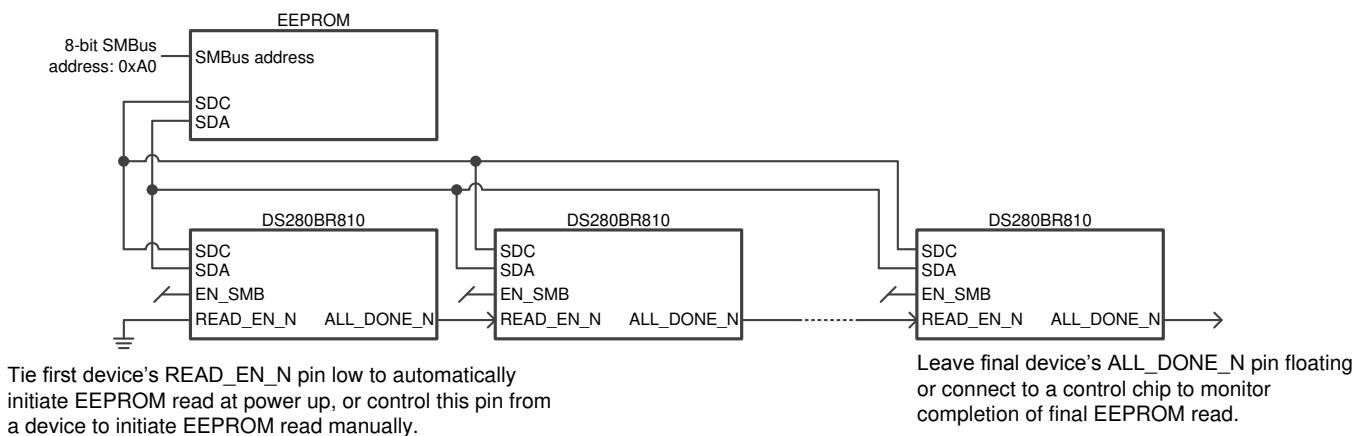 EEPROM
8-bit SMBus
address: 0xA0
SMBus address
SDC
SDA
DS280BR810
SDC
SDA
EN_SMB
READ_EN_N ALL_DONE_N
DS280BR810
SDC
SDA
EN_SMB
READ_EN_N ALL_DONE_N
DS280BR810
SDC
SDA
EN_SMB
READ_EN_N ALL_DONE_N
Tie first device's READ_EN_N pin low to automatically
initiate EEPROM read at power up, or control this pin from
a device to initiate EEPROM read manually.
Leave final device's ALL_DONE_N pin floating
or connect to a control chip to monitor
completion of final EEPROM read.